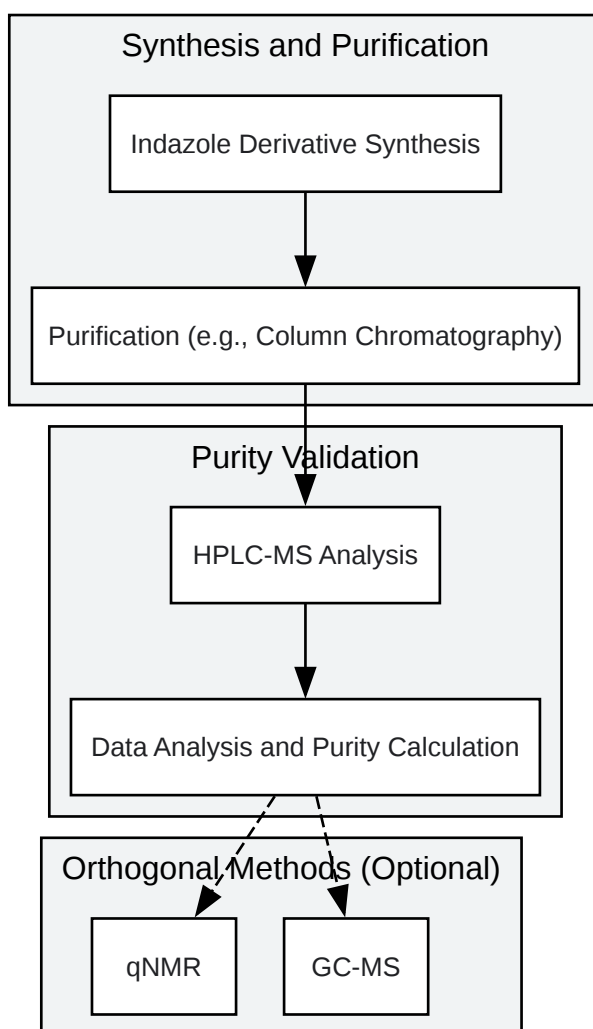 Synthesis and Purification
Indazole Derivative Synthesis
Purification (e.g., Column Chromatography)
Purity Validation
HPLC-MS Analysis
Data Analysis and Purity Calculation
Orthogonal Methods (Optional)
qNMR
GC-MS